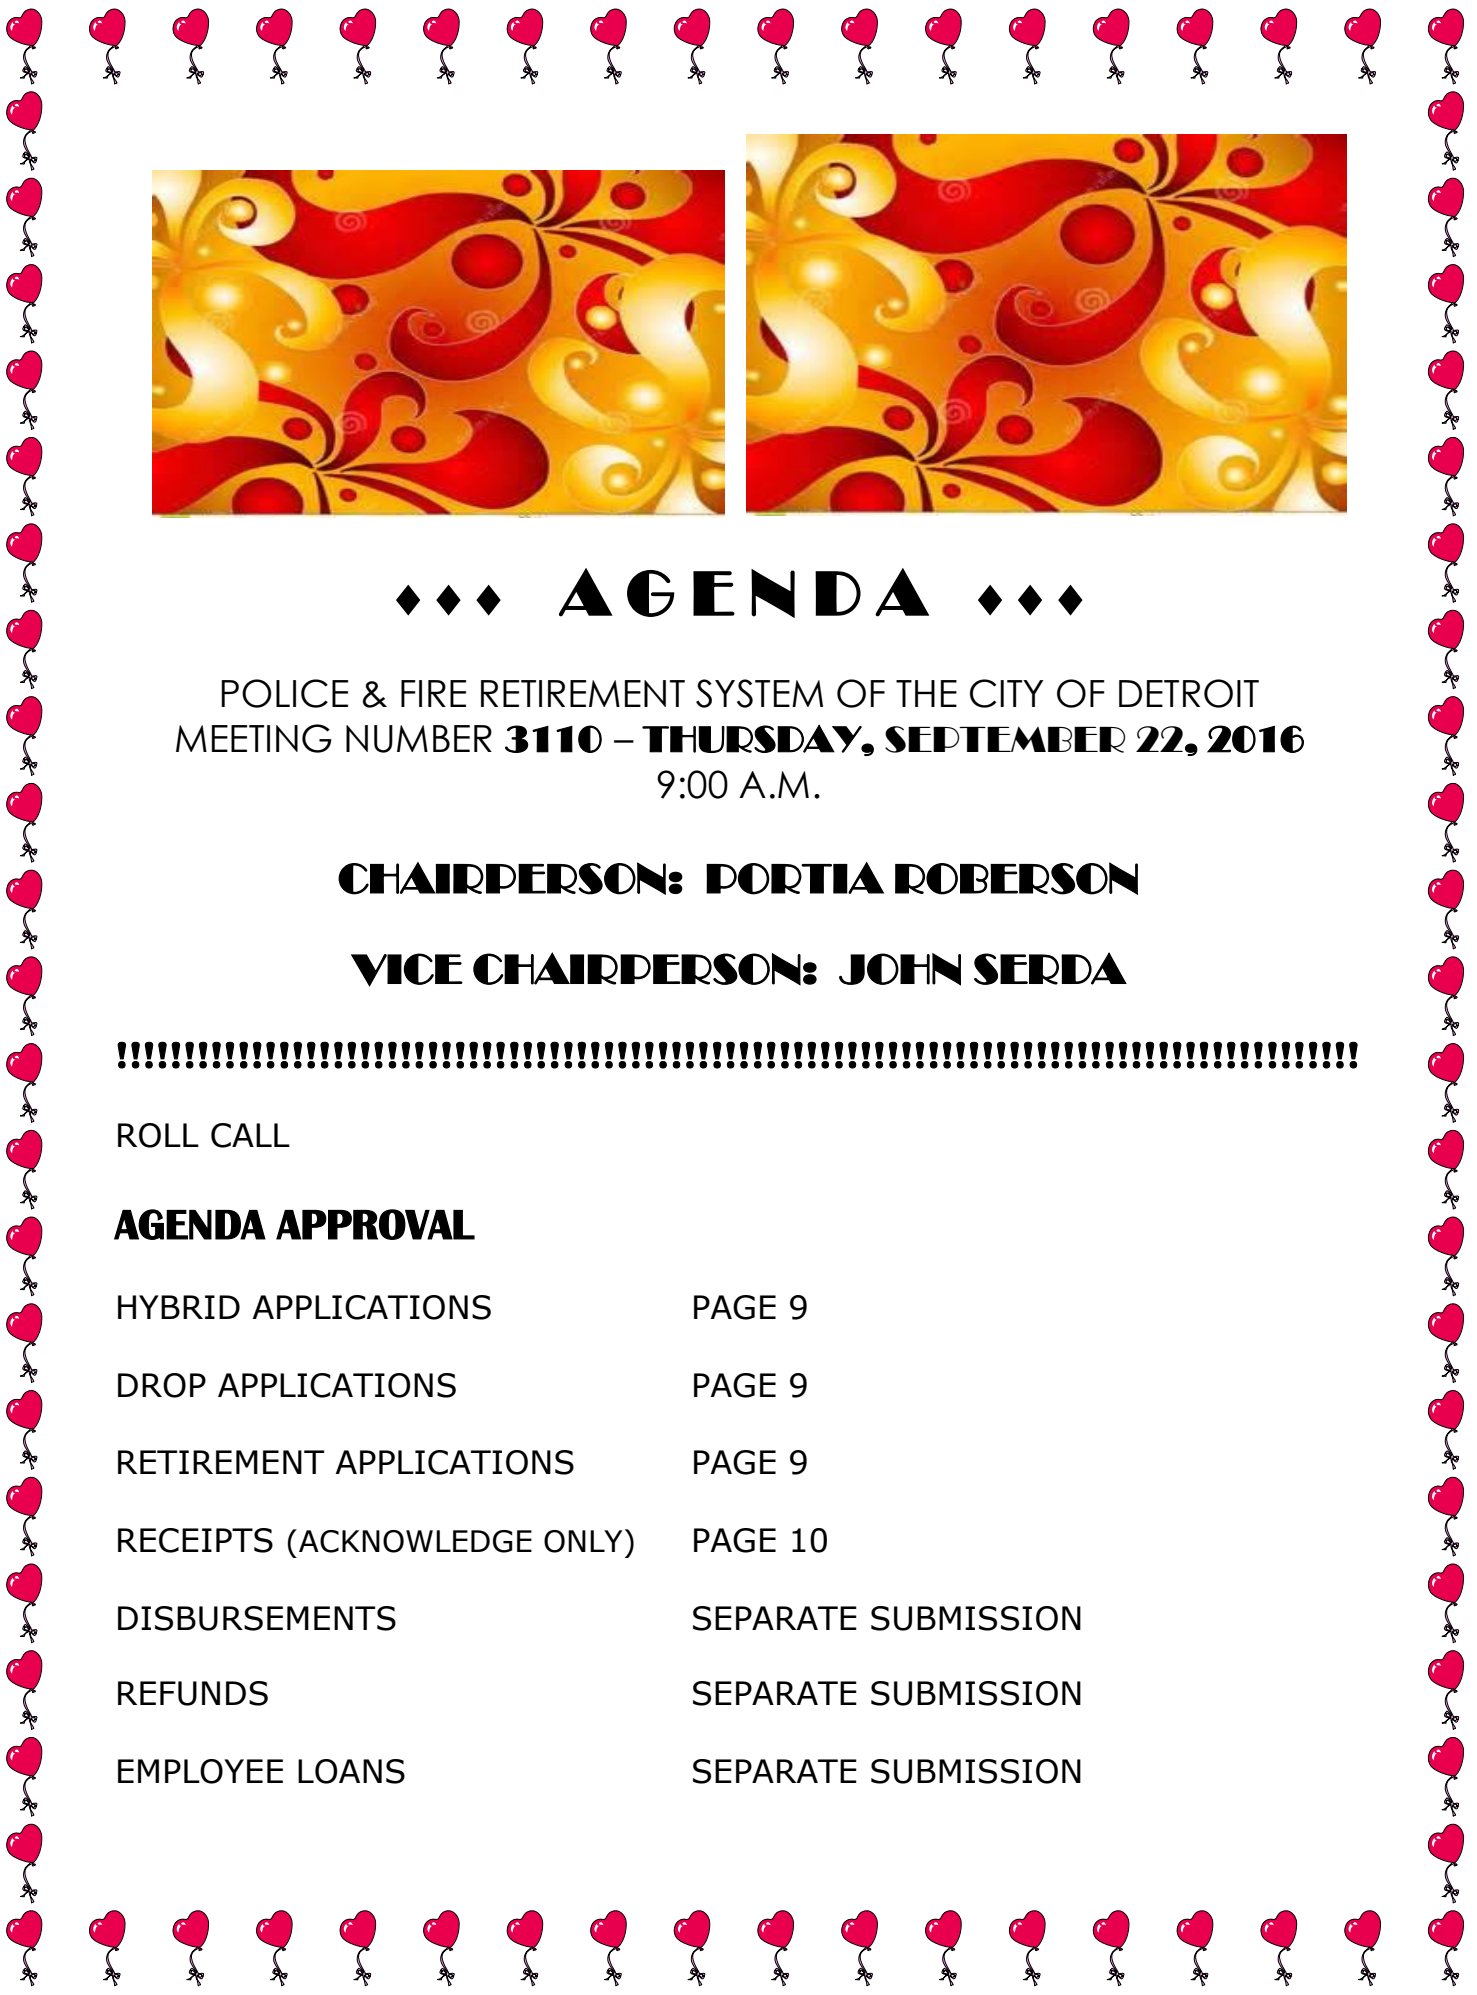 ♦♦♦ AGENDA ♦♦♦
POLICE & FIRE RETIREMENT SYSTEM OF THE CITY OF DETROIT
MEETING NUMBER 3110 – THURSDAY, SEPTEMBER 22, 2016
9:00 A.M.
CHAIRPERSON: PORTIA ROBERSON
VICE CHAIRPERSON: JOHN SERDA
!!!!!!!!!!!!!!!!!!!!!!!!!!!!!!!!!!!!!!!!!!!!!!!!!!!!!!!!!!!!!!!!!!!!!!!!!!!!!!!!!!!!!!!!!!!!
ROLL CALL
AGENDA APPROVAL
HYBRID APPLICATIONS PAGE 9
DROP APPLICATIONS PAGE 9
RETIREMENT APPLICATIONS PAGE 9
RECEIPTS (ACKNOWLEDGE ONLY) PAGE 10
DISBURSEMENTS SEPARATE SUBMISSION
REFUNDS SEPARATE SUBMISSION
EMPLOYEE LOANS SEPARATE SUBMISSION